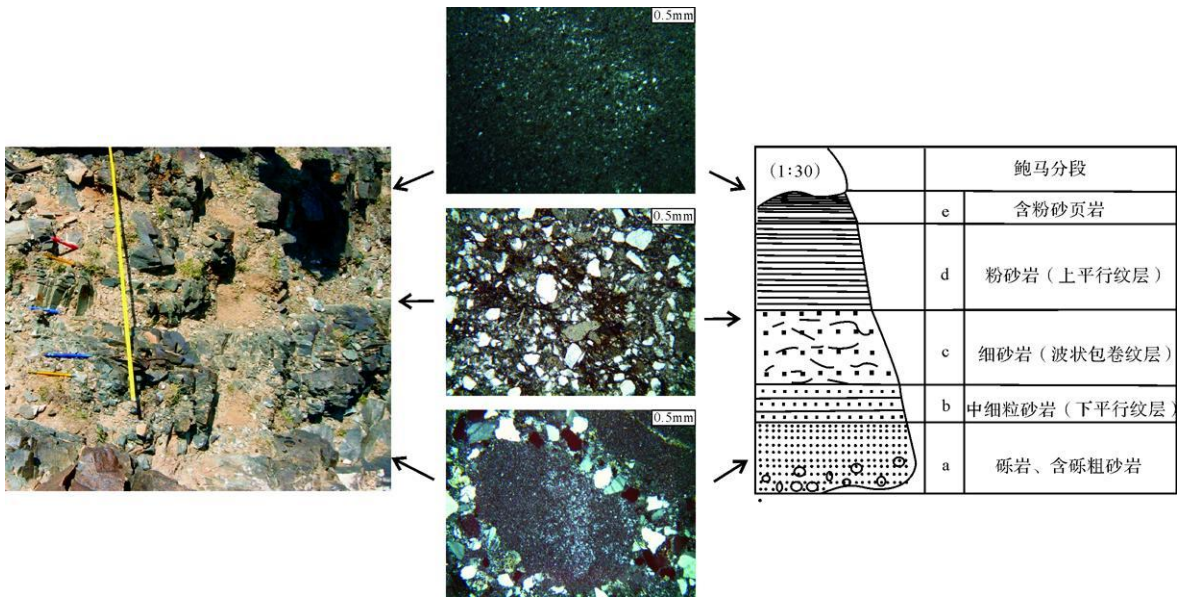 0.5mm
0.5mm
0.5mm
(1:30)
鲍马分段
e
含粉砂页岩
d
粉砂岩（上平行纹层）
c
细砂岩（波状包卷纹层）
b
中细粒砂岩（下平行纹层）
a
砾岩、含砾粗砂岩